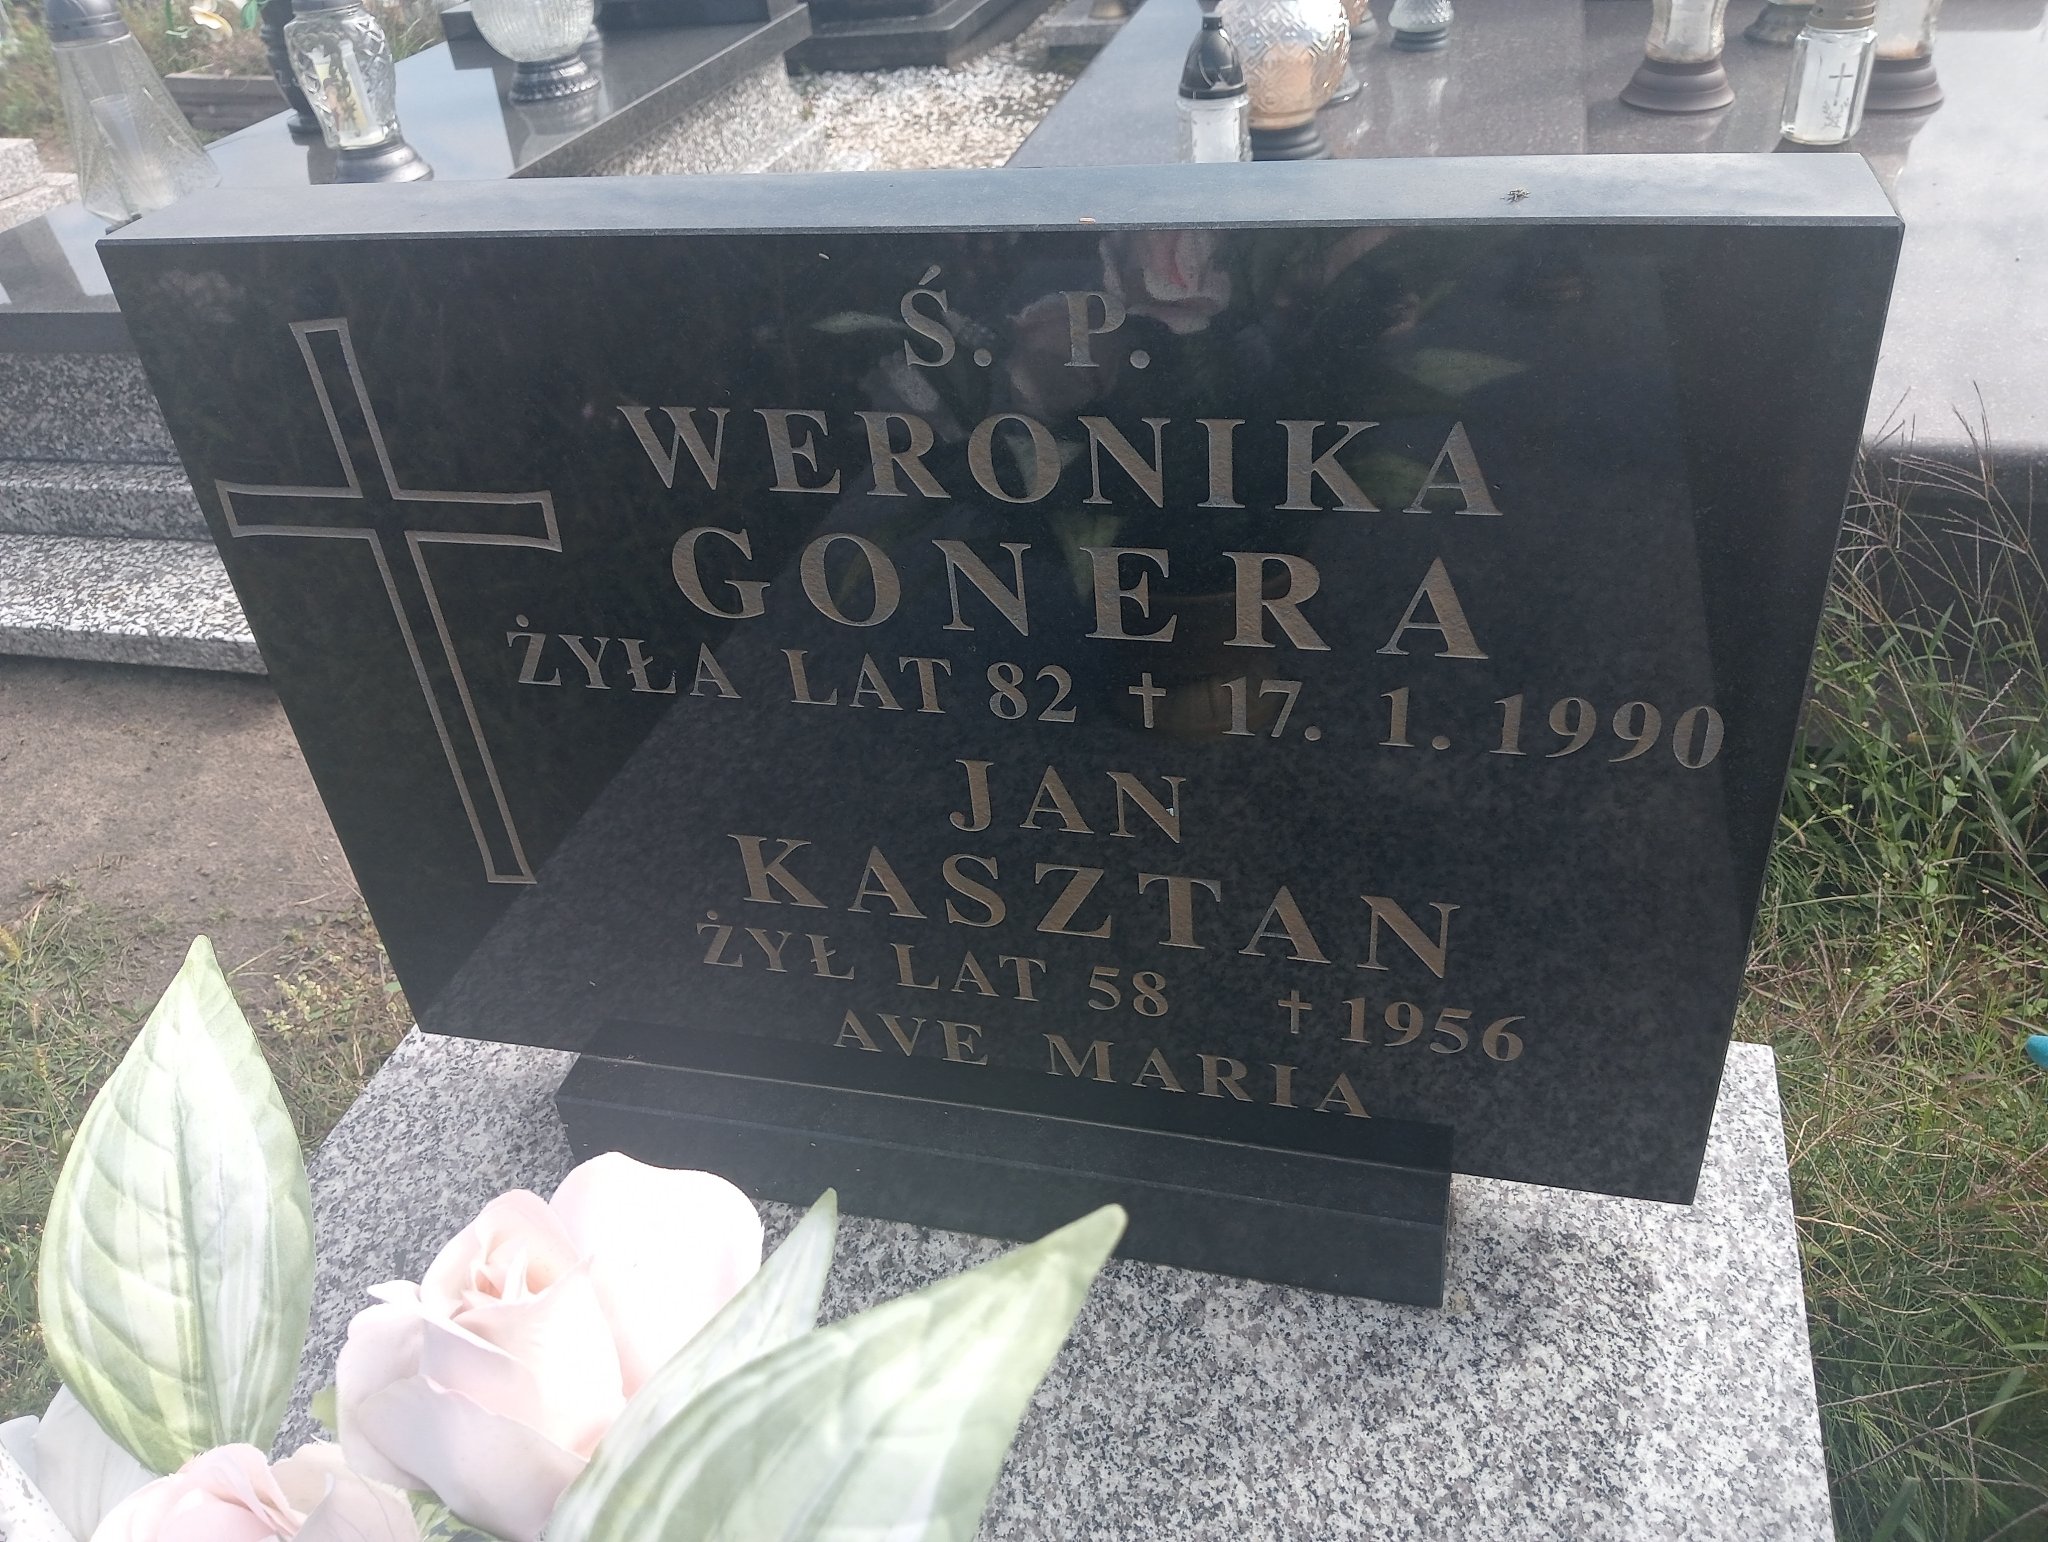 Ś. P.
WERONIKA
GONERA
ŻYŁA LAT 82 ✝ 17. 1. 1990
JAN
KASZTAN
ŻYŁ LAT 58 ✝ 1956
AVE MARIA